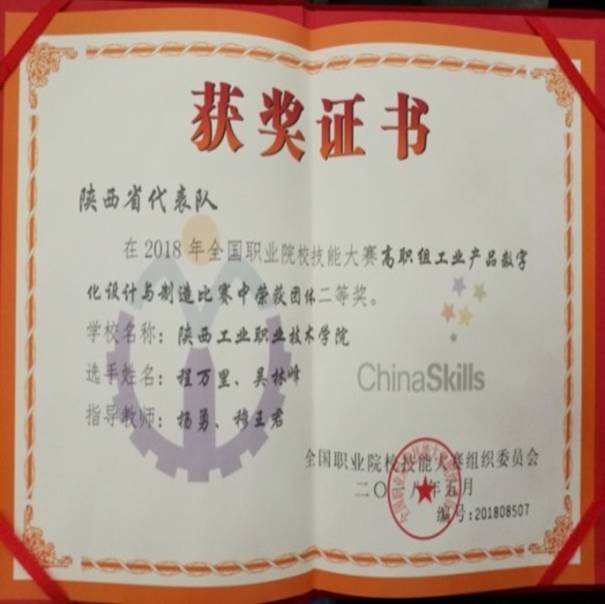 获奖证书
陕西省代表队
在2018年全国职业院校技能大赛高职组工业产品数字
化设计与制造比赛中荣获团体二等奖。
学校名称：陕西工业职业技术学院
选手姓名：程万里、吴林峰
指导教师：杨勇、穆王君
ChinaSkills
全国职业院校技能大赛组织委员会
二〇一八年五月
编号:201808507